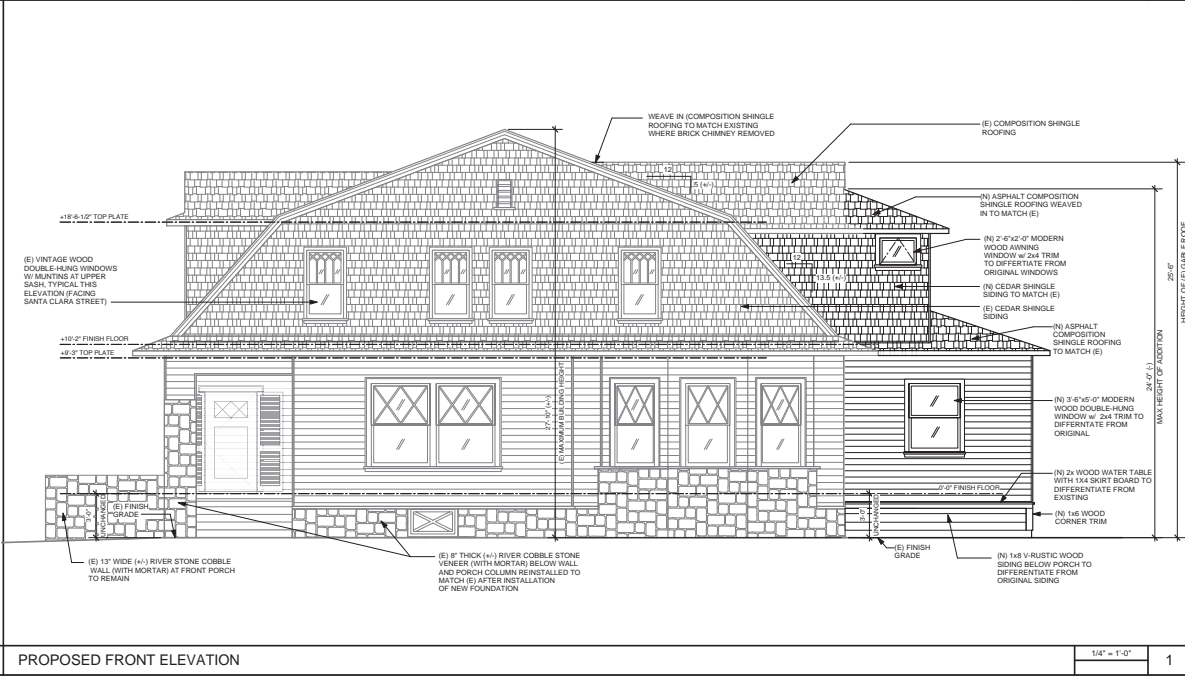 WEAVE IN (COMPOSITION SHINGLE
ROOFING TO MATCH EXISTING
WHERE BRICK CHIMNEY REMOVED
(E) COMPOSITION SHINGLE
ROOFING
12
.5 (+/-)
+18'-6-1/2" TOP PLATE
(N) ASPHALT COMPOSITION
SHINGLE ROOFING WEAVED
IN TO MATCH (E)
(N) 2'-6"x2'-0" MODERN
WOOD AWNING
WINDOW w/ 2x4 TRIM
TO DIFFERTIATE FROM
ORIGINAL WINDOWS
12
13.5 (+/-)
(E) VINTAGE WOOD
DOUBLE-HUNG WINDOWS
W/ MUNTINS AT UPPER
SASH, TYPICAL THIS
ELEVATION (FACING
SANTA CLARA STREET)
(N) CEDAR SHINGLE
SIDING TO MATCH (E)
(E) CEDAR SHINGLE
SIDING
(N) ASPHALT
COMPOSITION
SHINGLE ROOFING
TO MATCH (E)
+10'-2" FINISH FLOOR
+9'-3" TOP PLATE
27'-10" (+/-)
(E) MAXIMUM BUILDING HEIGHT
24'-0" (-)
MAX HEIGHT OF ADDITION
25'-6"
HEIGHT OF (E) GABLE ROOF
(N) 3'-6"x5'-0" MODERN
WOOD DOUBLE-HUNG
WINDOW w/ 2x4 TRIM TO
DIFFERNTATE FROM
ORIGINAL
(N) 2x WOOD WATER TABLE
WITH 1X4 SKIRT BOARD TO
DIFFERENTIATE FROM
EXISTING
0'-0" FINISH FLOOR
(N) 1x6 WOOD
CORNER TRIM
3'-0"
UNCHANGED
(E) FINISH
GRADE
3'-0"
UNCHANGED
(E) FINISH
GRADE
(E) 13" WIDE (+/-) RIVER STONE COBBLE
WALL (WITH MORTAR) AT FRONT PORCH
TO REMAIN
(E) 8" THICK (+/-) RIVER COBBLE STONE
VENEER (WITH MORTAR) BELOW WALL
AND PORCH COLUMN REINSTALLED TO
MATCH (E) AFTER INSTALLATION
OF NEW FOUNDATION
(N) 1x8 V-RUSTIC WOOD
SIDING BELOW PORCH TO
DIFFERENTIATE FROM
ORIGINAL SIDING
PROPOSED FRONT ELEVATION
1/4" = 1'-0"
1